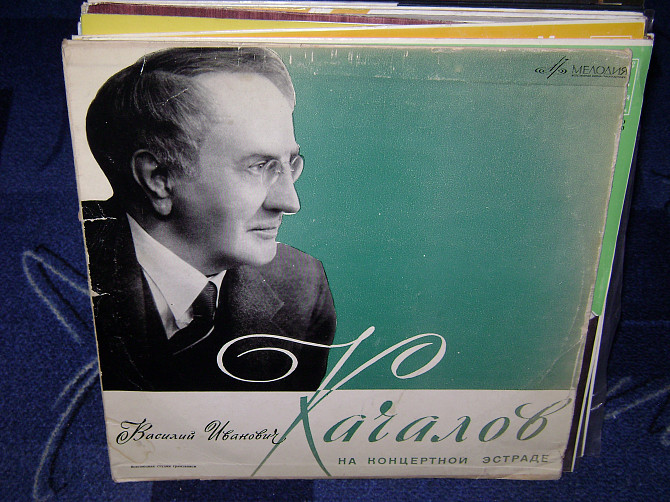 МЕЛОДИЯ
Василий Иванович Качалов
НА КОНЦЕРТНОЙ ЭСТРАДЕ